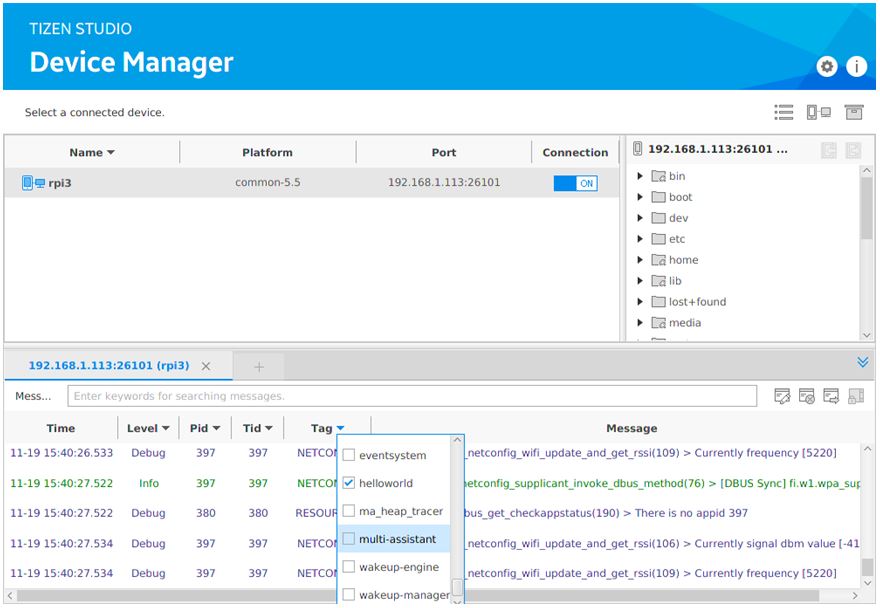 TIZEN STUDIO
Device Manager
i
Select a connected device.
Name Platform Port Connection
rpi3 common-5.5 192.168.1.113:26101 ON
192.168.1.113:26101 ...
bin
boot
dev
etc
home
lib
lost+found
media
192.168.1.113:26101 (rpi3) × +
Mess... Enter keywords for searching messages.
Time Level Pid Tid Tag Message
11-19 15:40:26.533 Debug 397 397 NETCON _netconfig_wifi_update_and_get_rssi(109) > Currently frequency [5220]
11-19 15:40:27.522 Info 397 397 NETCON netconfig_supplicant_invoke_dbus_method(76) > [DBUS Sync] fi.w1.wpa_sup
11-19 15:40:27.522 Debug 380 380 RESOUR bus_get_checkappstatus(190) > There is no appid 397
11-19 15:40:27.534 Debug 397 397 NETCON _netconfig_wifi_update_and_get_rssi(106) > Currently signal dbm value [-41
11-19 15:40:27.534 Debug 397 397 NETCON _netconfig_wifi_update_and_get_rssi(109) > Currently frequency [5220]
eventsystem
helloworld
ma_heap_tracer
multi-assistant
wakeup-engine
wakeup-manager